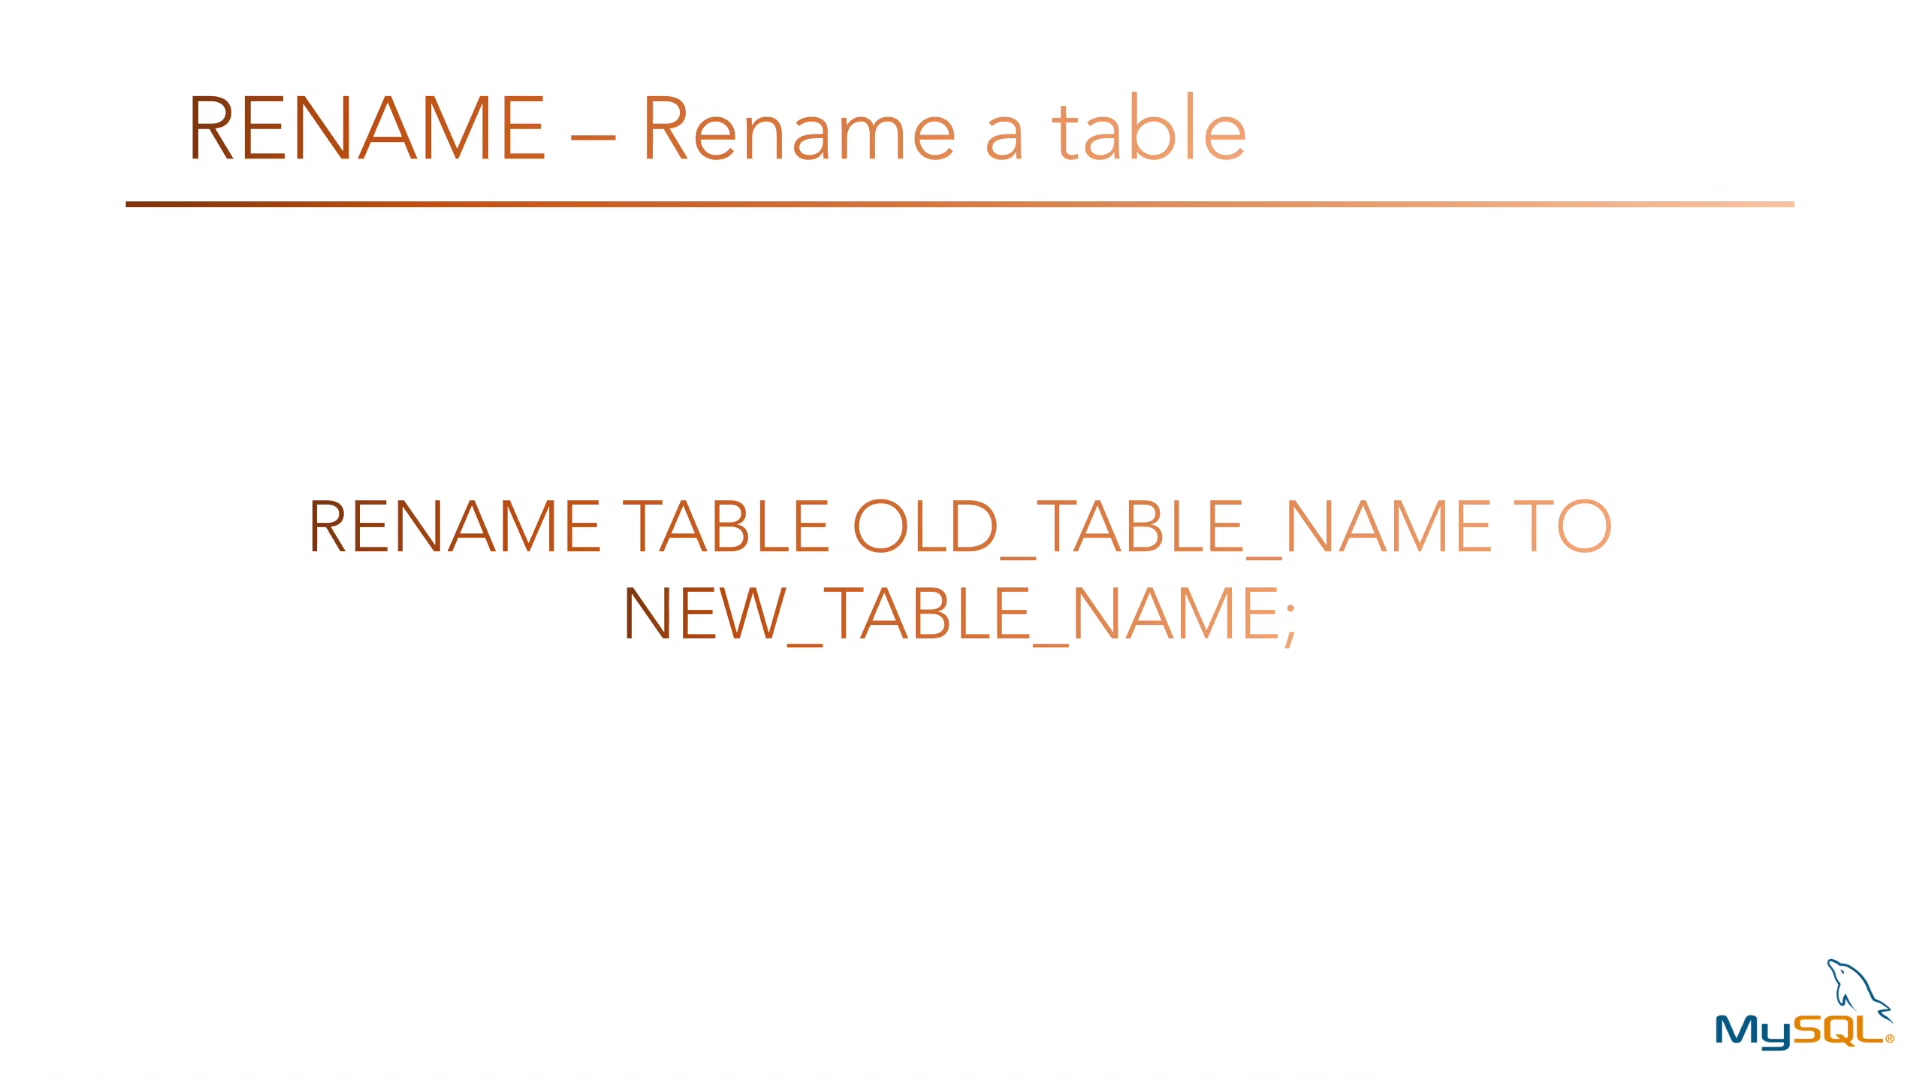 RENAME – Rename a table
RENAME TABLE OLD_TABLE_NAME TO
NEW_TABLE_NAME;
MySQL®